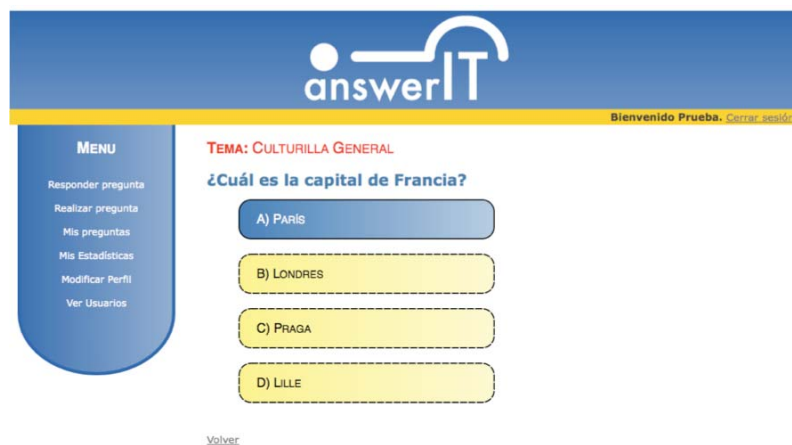 answerIT
Bienvenido Prueba. Cerrar sesión
MENU
Responder pregunta
Realizar pregunta
Mis preguntas
Mis Estadísticas
Modificar Perfil
Ver Usuarios
TEMA: CULTURILLA GENERAL
¿Cuál es la capital de Francia?
A) PARÍS
B) LONDRES
C) PRAGA
D) LILLE
Volver